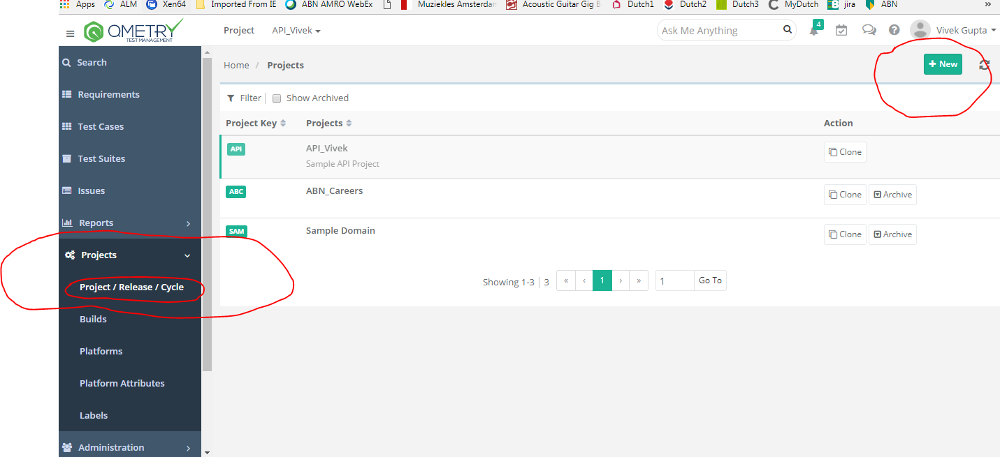 Apps ALM Xen64 Imported From IE ABN AMRO WebEx Muziekles Amsterdam Acoustic Guitar Gig Dutch1 Dutch2 Dutch3 MyDutch jira ABN »
QMETRY
TEST MANAGEMENT
Project API_Vivek
Ask Me Anything
4
Vivek Gupta
Search
Requirements
Test Cases
Test Suites
Issues
Reports
Projects
Project / Release / Cycle
Builds
Platforms
Platform Attributes
Labels
Administration
Home / Projects
+ New
Filter | Show Archived
Project Key Projects Action
API API_Vivek Clone
Sample API Project
ABC ABN_Careers Clone Archive
SAM Sample Domain Clone Archive
Showing 1-3 | 3 « ‹ 1 › » 1 Go To